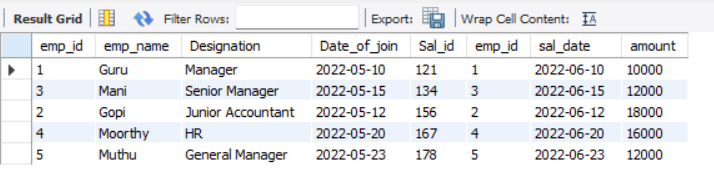 Result Grid Filter Rows: Export: Wrap Cell Content: IA
emp_id emp_name Designation Date_of_join Sal_id emp_id sal_date amount
1 Guru Manager 2022-05-10 121 1 2022-06-10 10000
3 Mani Senior Manager 2022-05-15 134 3 2022-06-15 12000
2 Gopi Junior Accountant 2022-05-12 156 2 2022-06-12 18000
4 Moorthy HR 2022-05-20 167 4 2022-06-20 16000
5 Muthu General Manager 2022-05-23 178 5 2022-06-23 12000